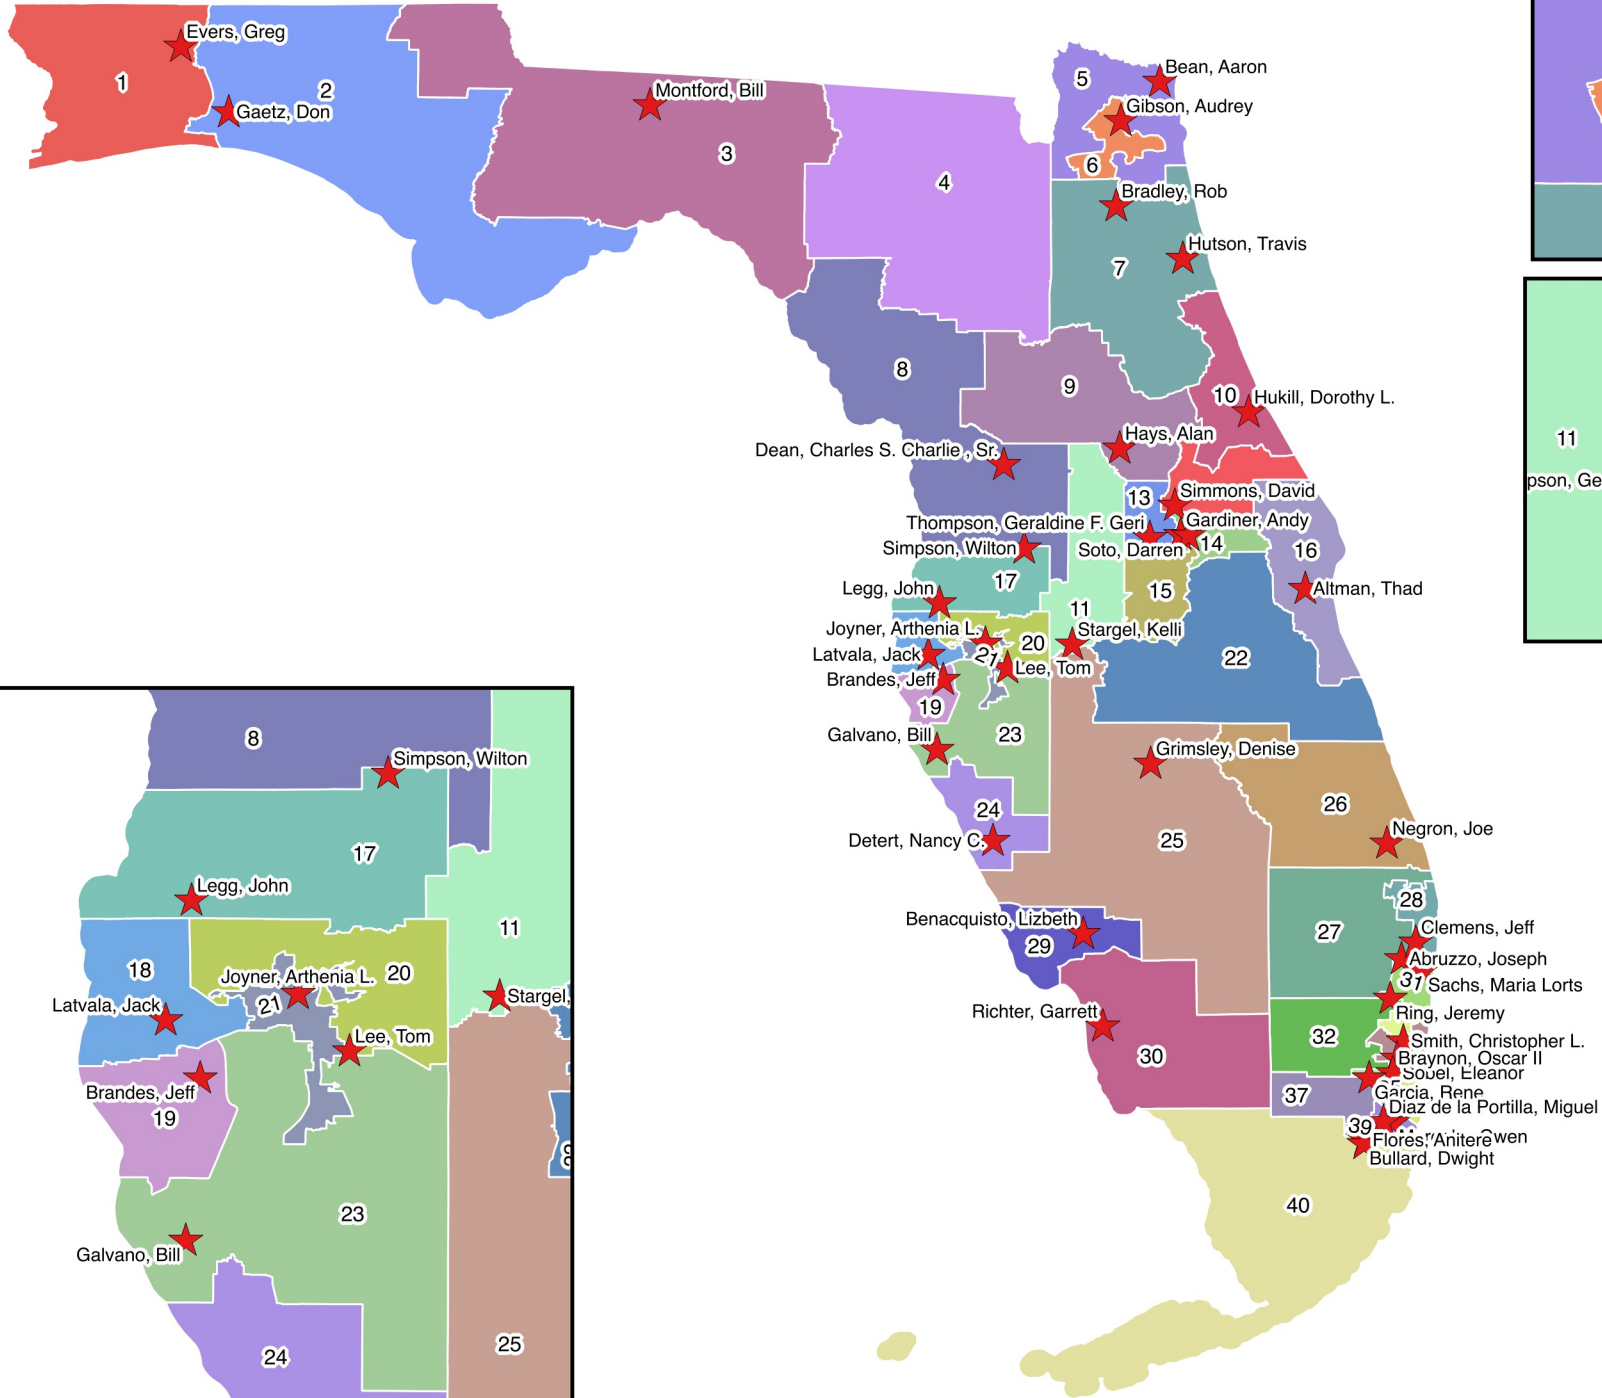 Evers, Greg
1
2
Gaetz, Don
Montford, Bill
3
4
5
Bean, Aaron
Gibson, Audrey
6
Bradley, Rob
Hutson, Travis
7
8
9
10
Hukill, Dorothy L.
Hays, Alan
Dean, Charles S. Charlie , Sr.
11
pson, Ge
13
Simmons, David
Thompson, Geraldine F. Geri
Gardiner, Andy
Simpson, Wilton
Soto, Darren
14
16
17
15
Legg, John
Altman, Thad
11
Joyner, Arthenia L.
20
Stargel, Kelli
Latvala, Jack
21
Lee, Tom
22
Brandes, Jeff
19
Galvano, Bill
23
Grimsley, Denise
24
26
Detert, Nancy C.
25
Negron, Joe
28
Benacquisto, Lizbeth
29
27
Clemens, Jeff
Abruzzo, Joseph
31
Sachs, Maria Lorts
Richter, Garrett
Ring, Jeremy
30
32
Smith, Christopher L.
Braynon, Oscar II
Sobel, Eleanor
37
Garcia, Rene
Diaz de la Portilla, Miguel
39
Flores, Anitere
Bullard, Dwight
40
8
Simpson, Wilton
17
Legg, John
11
18
Joyner, Arthenia L.
20
Latvala, Jack
21
Stargel,
Lee, Tom
Brandes, Jeff
19
23
Galvano, Bill
24
25